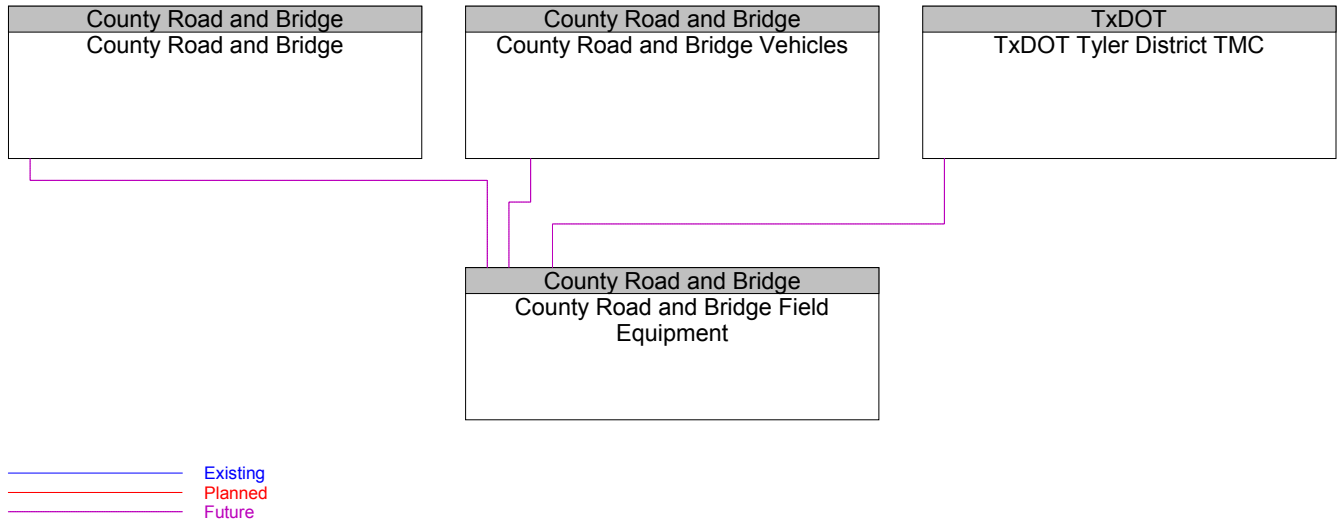 County Road and Bridge
County Road and Bridge
County Road and Bridge
County Road and Bridge Vehicles
TxDOT
TxDOT Tyler District TMC
County Road and Bridge
County Road and Bridge Field
Equipment
Existing
Planned
Future